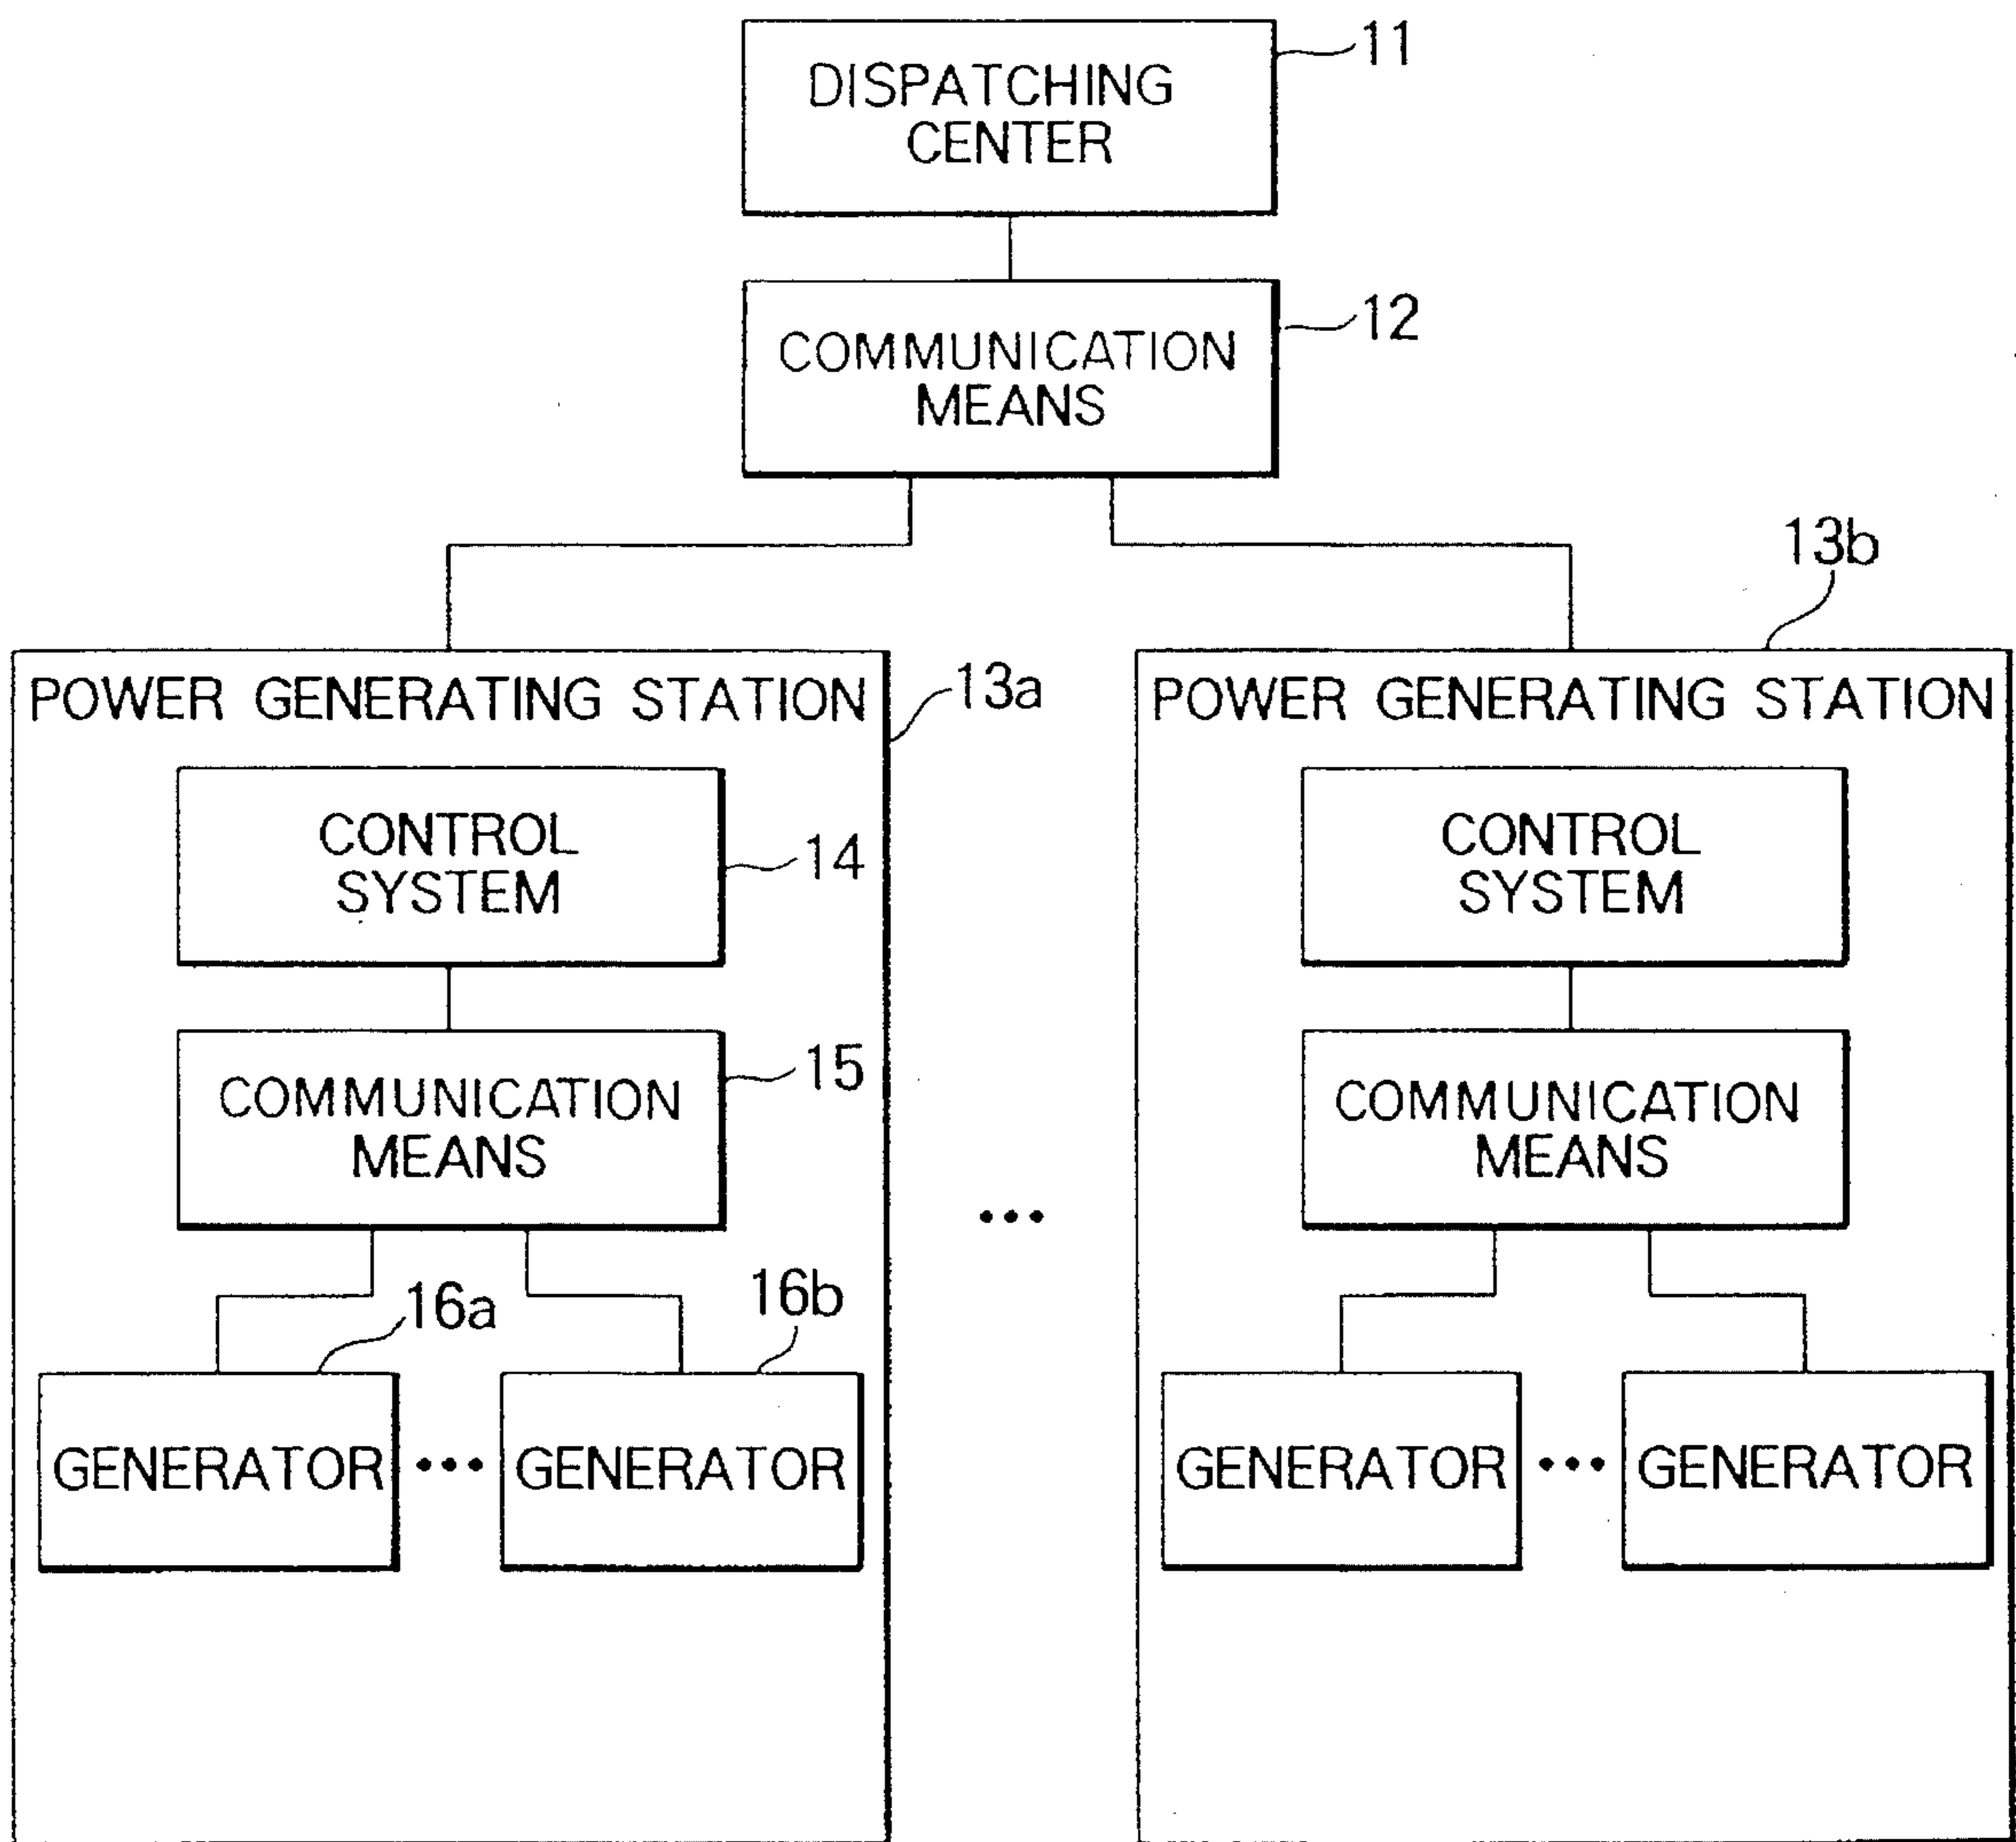 DISPATCHING
CENTER
11
COMMUNICATION
MEANS
12
13b
POWER GENERATING STATION
13a
CONTROL
SYSTEM
14
COMMUNICATION
MEANS
15
16a
16b
GENERATOR ••• GENERATOR
•••
POWER GENERATING STATION
CONTROL
SYSTEM
COMMUNICATION
MEANS
GENERATOR ••• GENERATOR